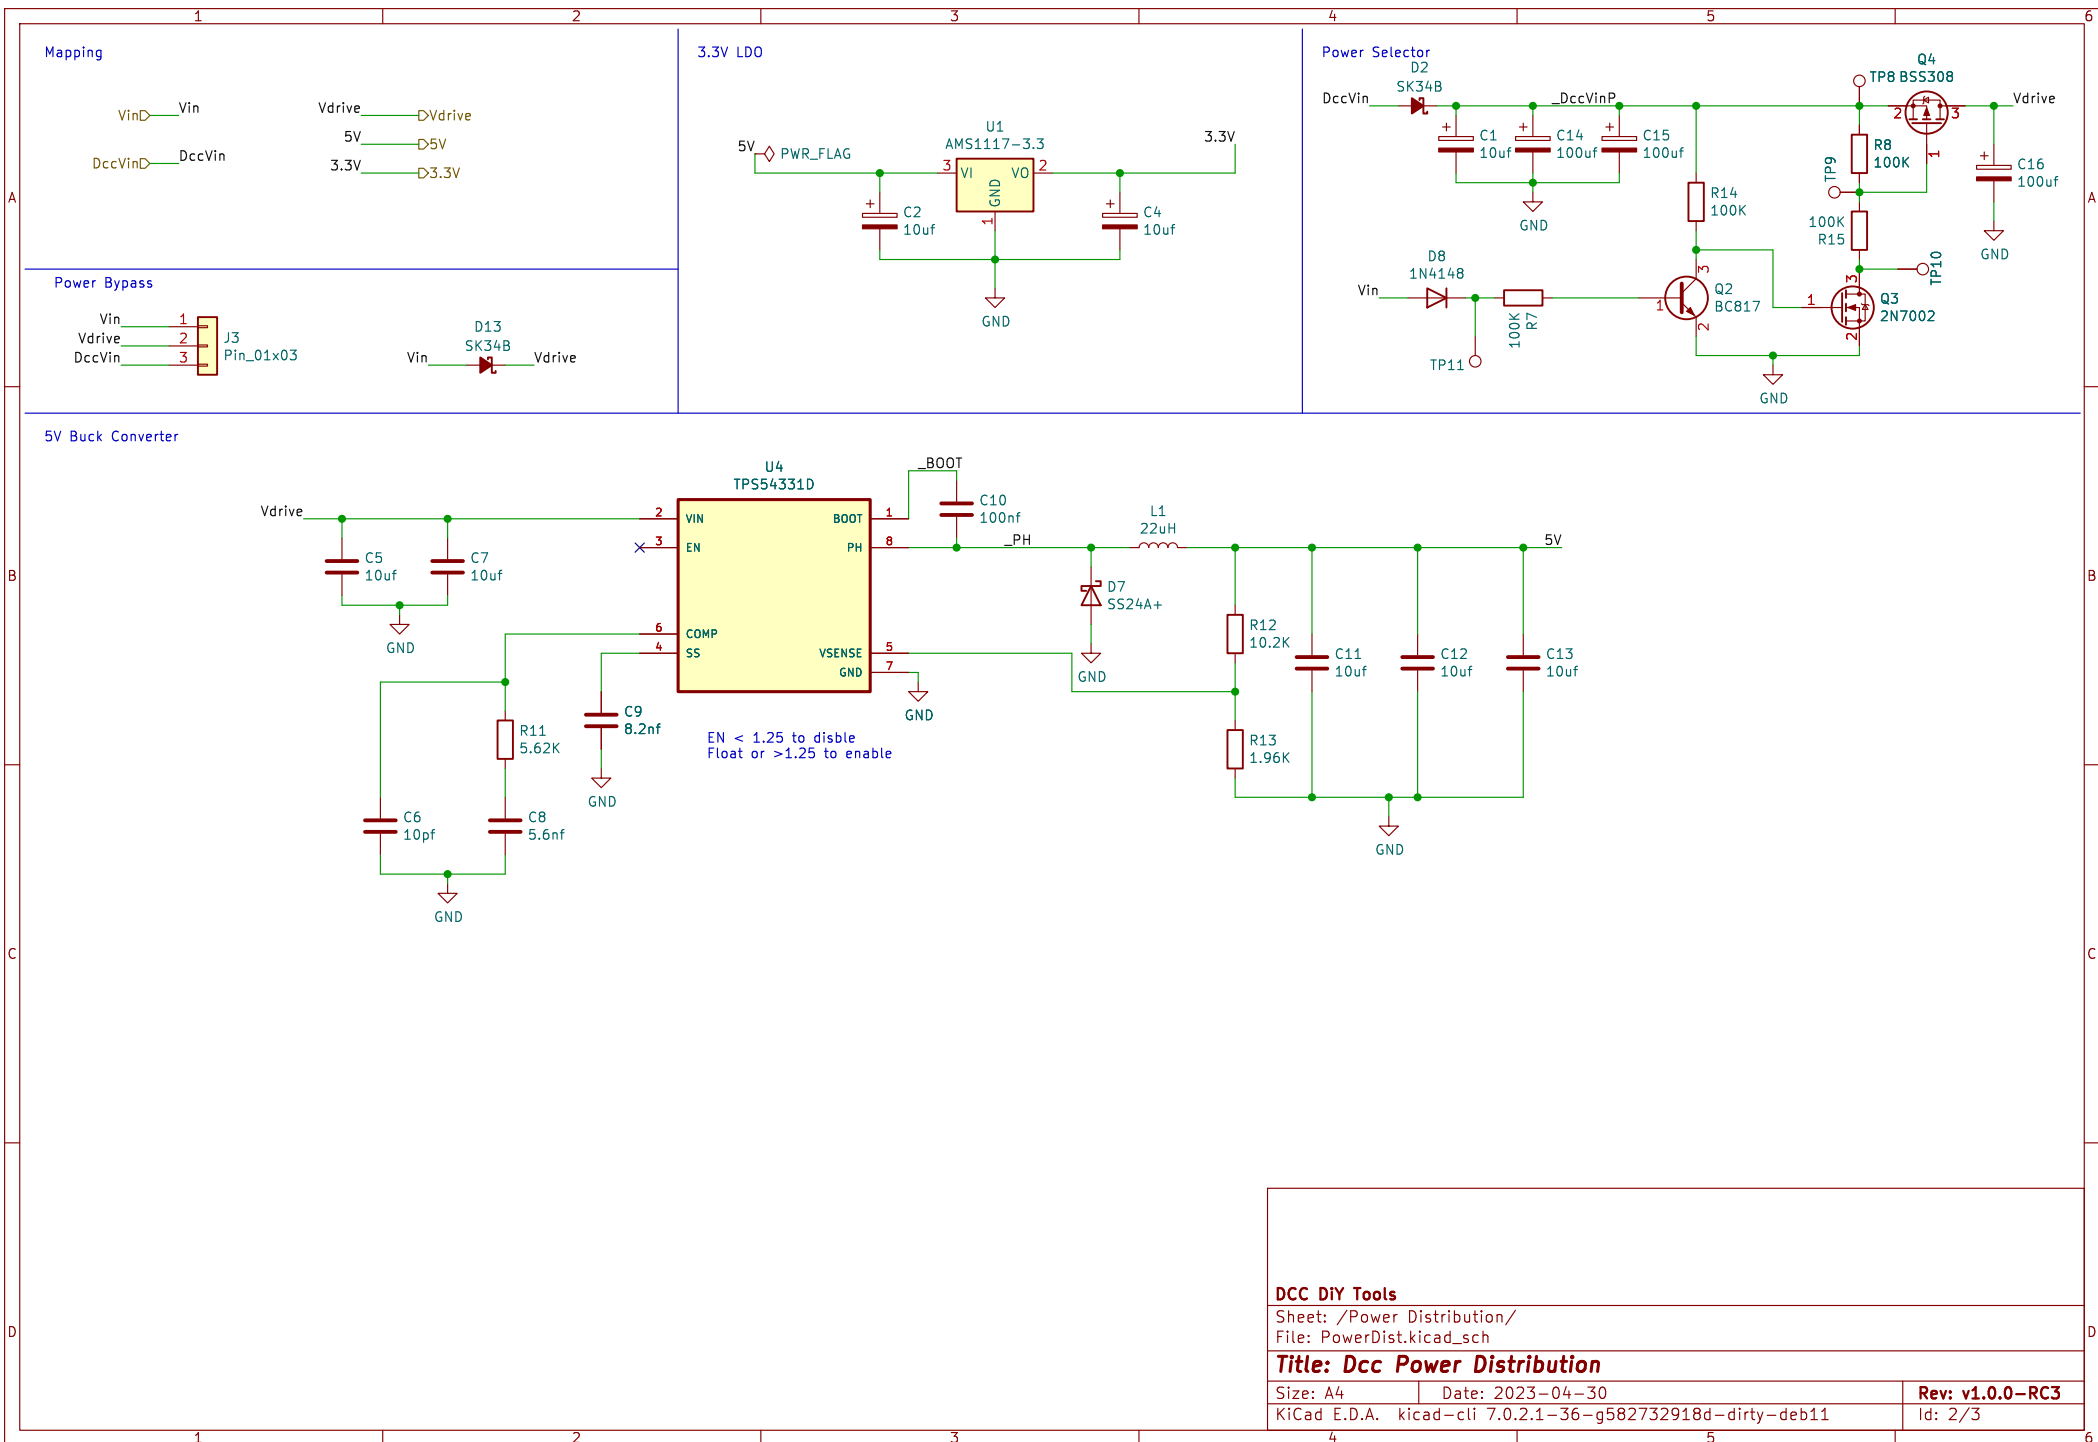 1 2 3 4 5 6
A
B
C
D
Mapping
Vin Vin
DccVin DccVin
Vdrive Vdrive
5V 5V
3.3V 3.3V
Power Bypass
Vin 1
Vdrive 2
DccVin 3
J3
Pin_01x03
D13
SK34B
Vin Vdrive
3.3V LDO
U1
AMS1117-3.3
5V PWR_FLAG
3 VI VO 2
GND
1
3.3V
C2
10uf
C4
10uf
GND
Power Selector
D2
SK34B
DccVin
_DccVinP
C1
10uf
C14
100uf
C15
100uf
GND
R14
100K
TP8
Q4
BSS308
2 3
1
Vdrive
R8
100K
TP9
100K
R15
TP10
C16
100uf
GND
D8
1N4148
Vin
TP11
100K
R7
Q2
BC817
1
3
2
Q3
2N7002
1
3
2
GND
5V Buck Converter
U4
TPS54331D
Vdrive
C5
10uf
C7
10uf
GND
2 VIN
3 EN
6 COMP
4 SS
BOOT 1
PH 8
VSENSE 5
GND 7
_BOOT
C10
100nf
_PH
L1
22uH
5V
D7
SS24A+
GND
GND
R12
10.2K
R13
1.96K
C11
10uf
C12
10uf
C13
10uf
GND
C9
8.2nf
GND
R11
5.62K
C6
10pf
C8
5.6nf
GND
EN < 1.25 to disble
Float or >1.25 to enable
DCC DiY Tools
Sheet: /Power Distribution/
File: PowerDist.kicad_sch
Title: Dcc Power Distribution
Size: A4 Date: 2023-04-30 Rev: v1.0.0-RC3
KiCad E.D.A. kicad-cli 7.0.2.1-36-g582732918d-dirty-deb11 Id: 2/3
A
B
C
D
1 2 3 4 5 6